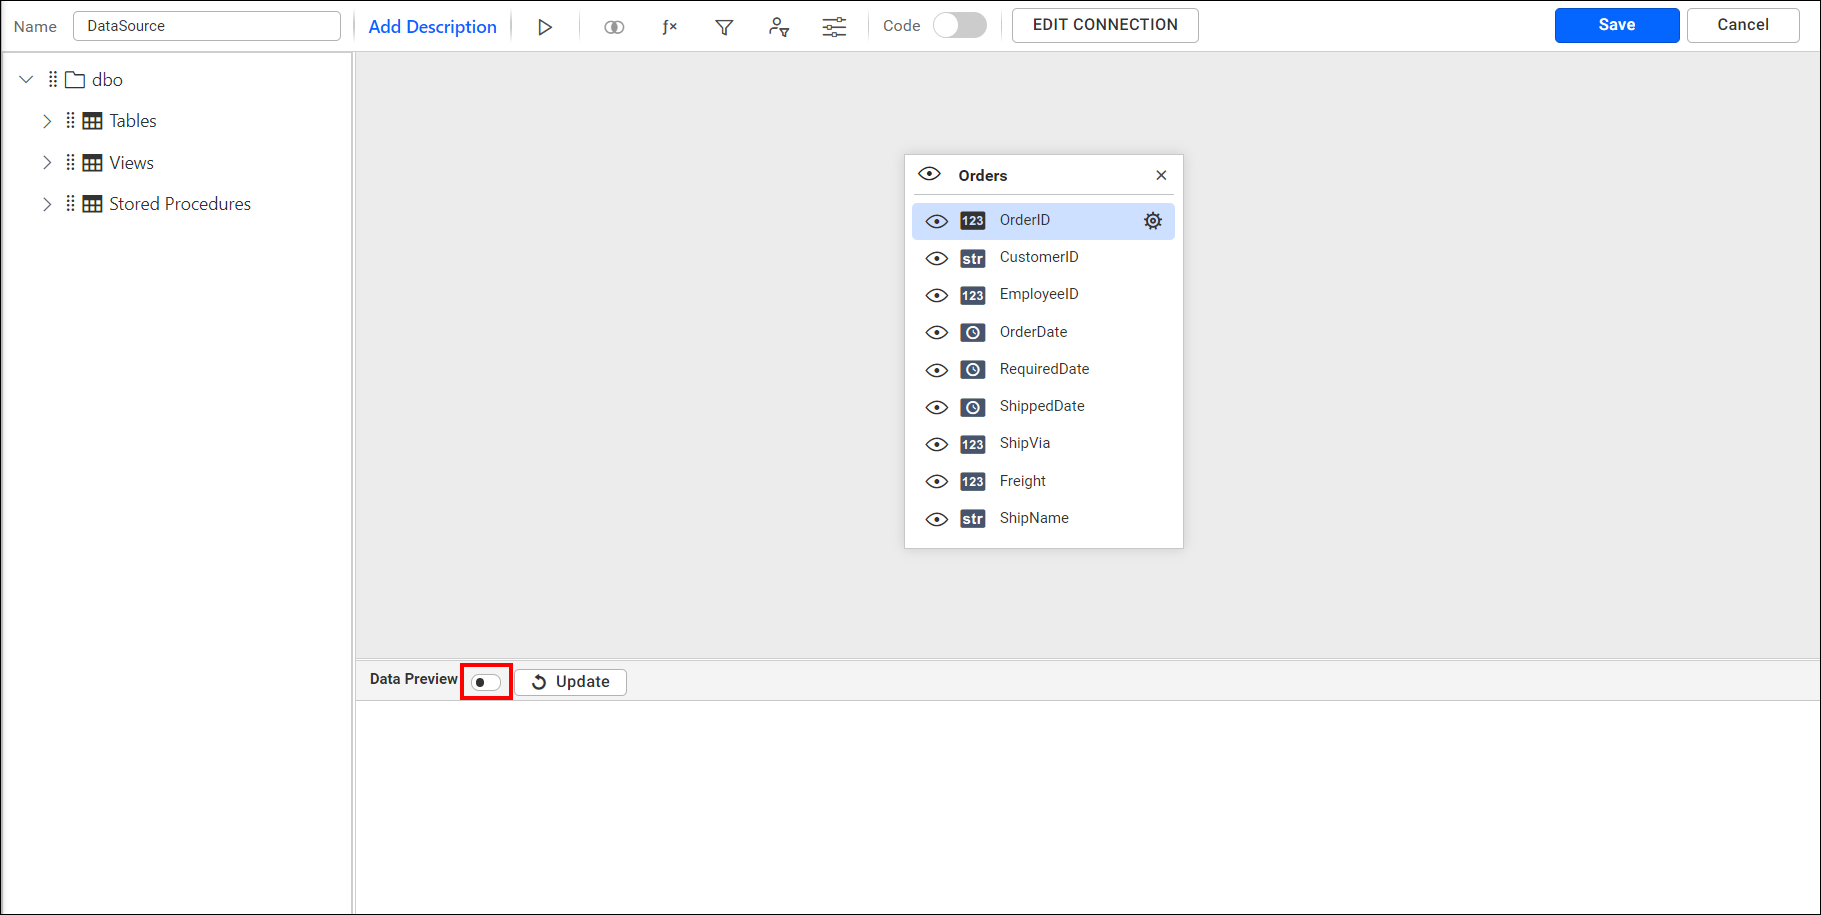 Name DataSource Add Description ƒx Code EDIT CONNECTION Save Cancel
dbo
Tables
Views
Stored Procedures
Orders
123 OrderID
str CustomerID
123 EmployeeID
OrderDate
RequiredDate
ShippedDate
123 ShipVia
123 Freight
str ShipName
Data Preview Update